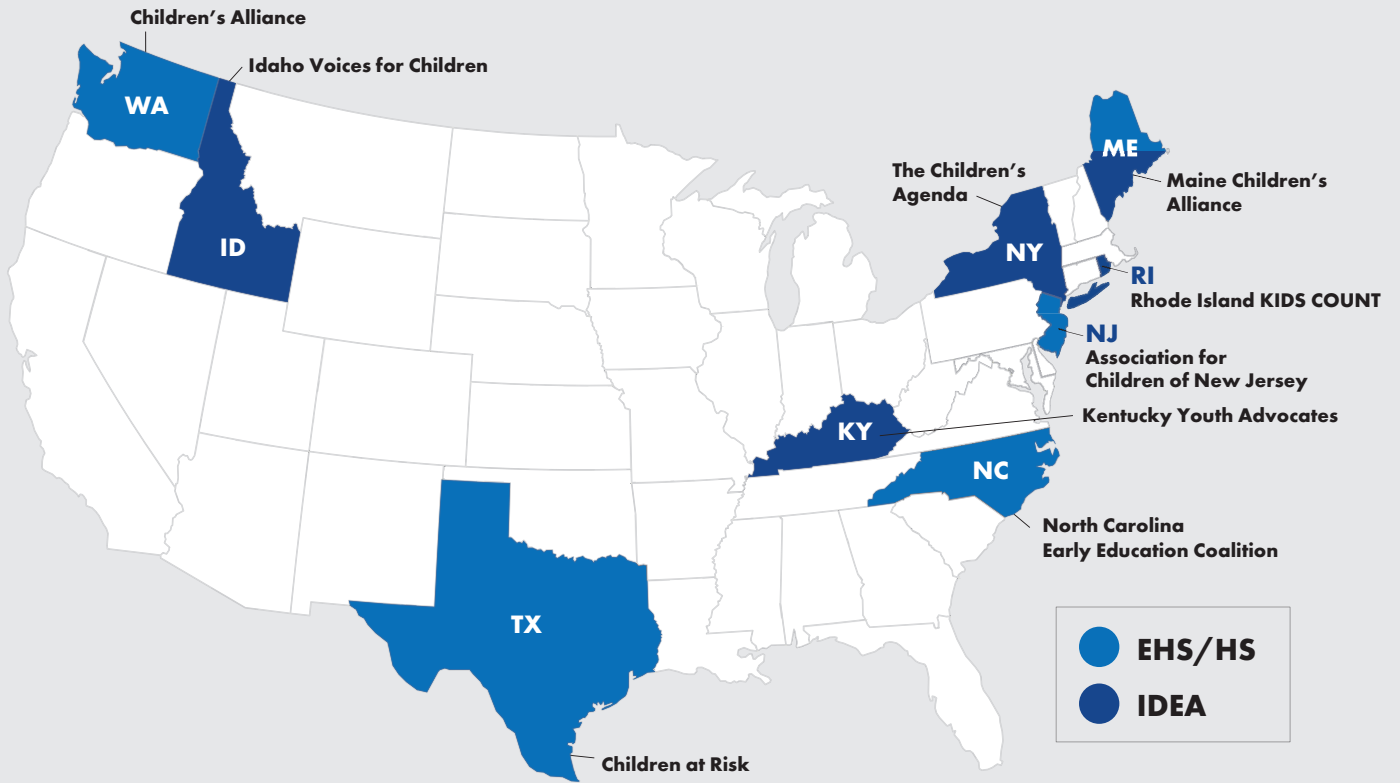 Children's Alliance
Idaho Voices for Children
WA
ME
The Children's
Agenda
Maine Children's
Alliance
ID
NY
RI
Rhode Island KIDS COUNT
NJ
Association for
Children of New Jersey
Kentucky Youth Advocates
KY
NC
North Carolina
Early Education Coalition
TX
Children at Risk
EHS/HS
IDEA